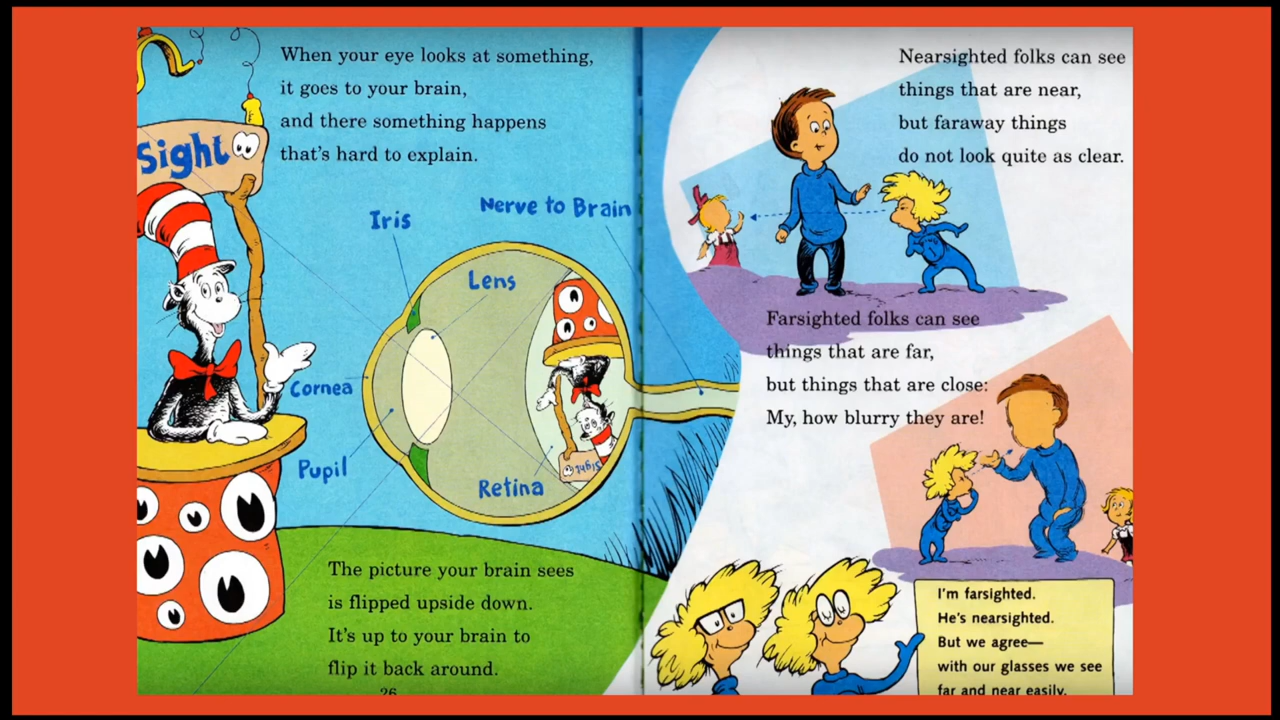 When your eye looks at something,
it goes to your brain,
and there something happens
that's hard to explain.
Sight
Iris
Nerve to Brain
Lens
Cornea
Pupil
Retina
Sight
The picture your brain sees
is flipped upside down.
It's up to your brain to
flip it back around.
26
Nearsighted folks can see
things that are near,
but faraway things
do not look quite as clear.
Farsighted folks can see
things that are far,
but things that are close:
My, how blurry they are!
I'm farsighted.
He's nearsighted.
But we agree—
with our glasses we see
far and near easily.